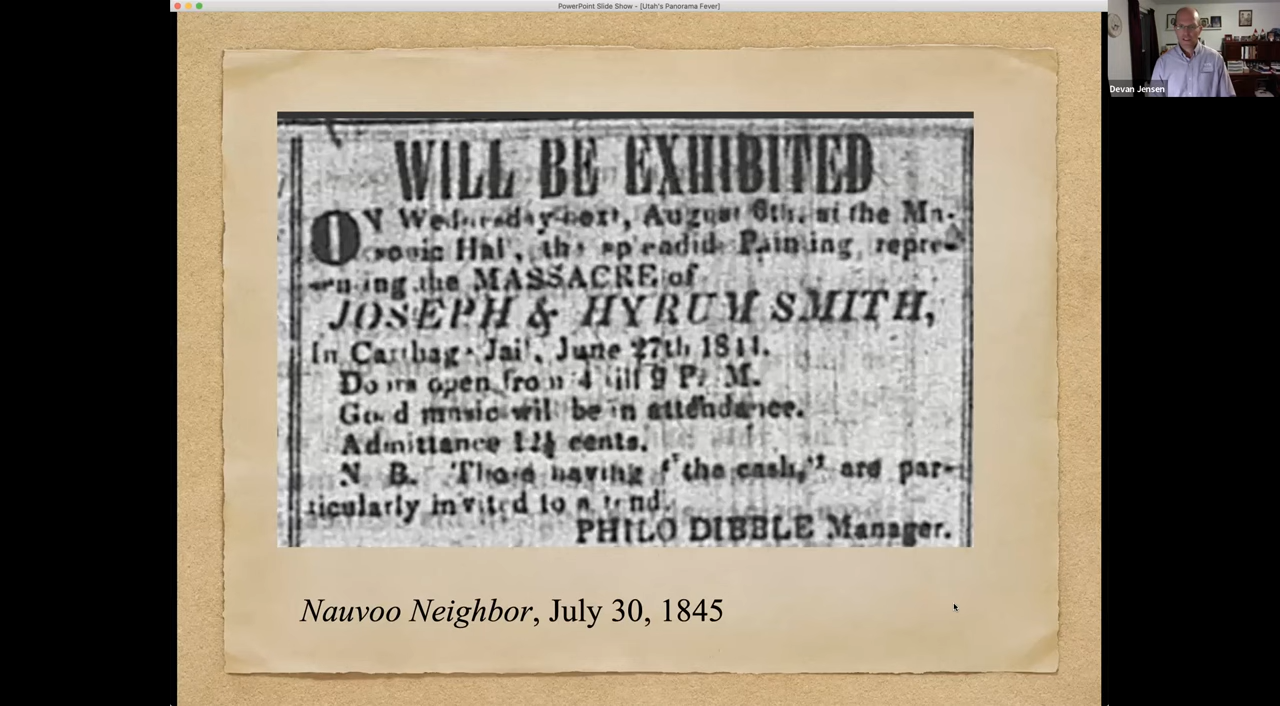 PowerPoint Slide Show - [Utah's Panorama Fever]
Devan Jensen
WILL BE EXHIBITED
ON Wednesday next, August 6th, at the Ma-
sonic Hall, the splendid Painting, repre-
senting the MASSACRE of
JOSEPH & HYRUM SMITH,
In Carthage Jail, June 27th 1844.
Doors open from 4 till 9 P. M.
Good music will be in attendance.
Admittance 12½ cents.
N B. Those having "the cash," are par-
ticularly invited to attend.
PHILO DIBBLE Manager.
Nauvoo Neighbor, July 30, 1845